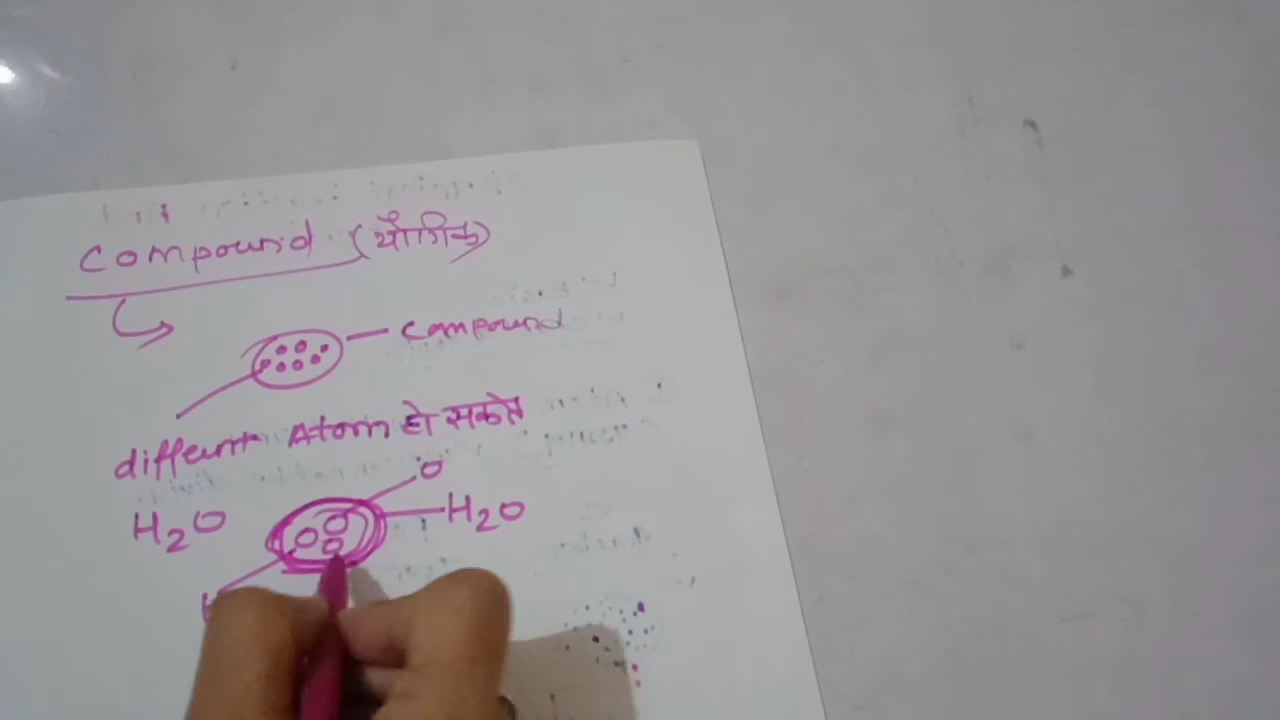 Compound (यौगिक)
compound
different Atom हो सकते
O
H₂O
H₂O